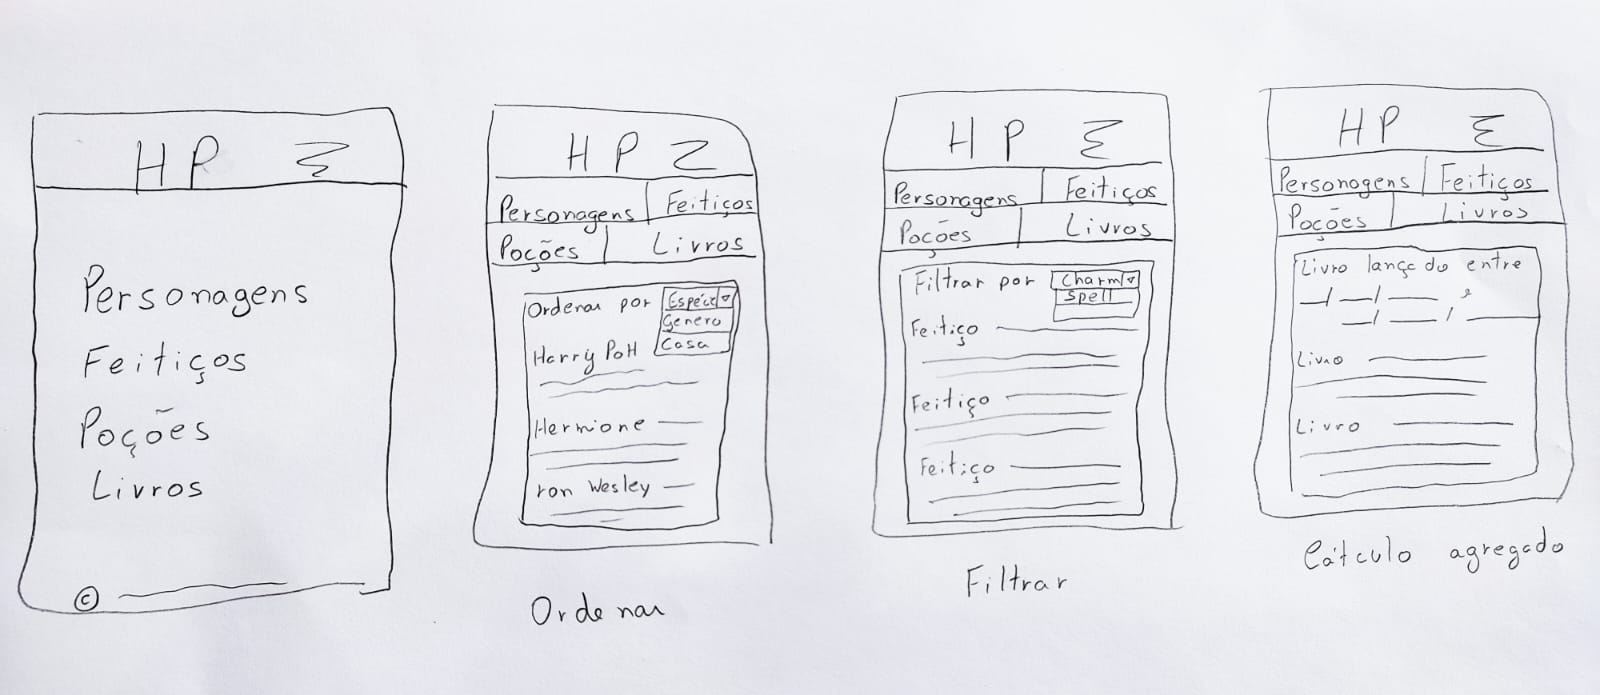 HP
Personagens
Feitiços
Poções
Livros
©
HP
Personagens Feitiços
Poções Livros
Ordenar por Espéci
Genero
Casa
Harry Pott
Hermione
ron Wesley
Ordenar
HP
Personagens Feitiços
Poções Livros
Filtrar por Charm
Spell
Feitiço
Feitiço
Feitiço
Filtrar
HP
Personagens Feitiços
Poções Livros
Livro lançado entre
_/_/_ e
_/_/_
Livro
Livro
Cálculo agregado